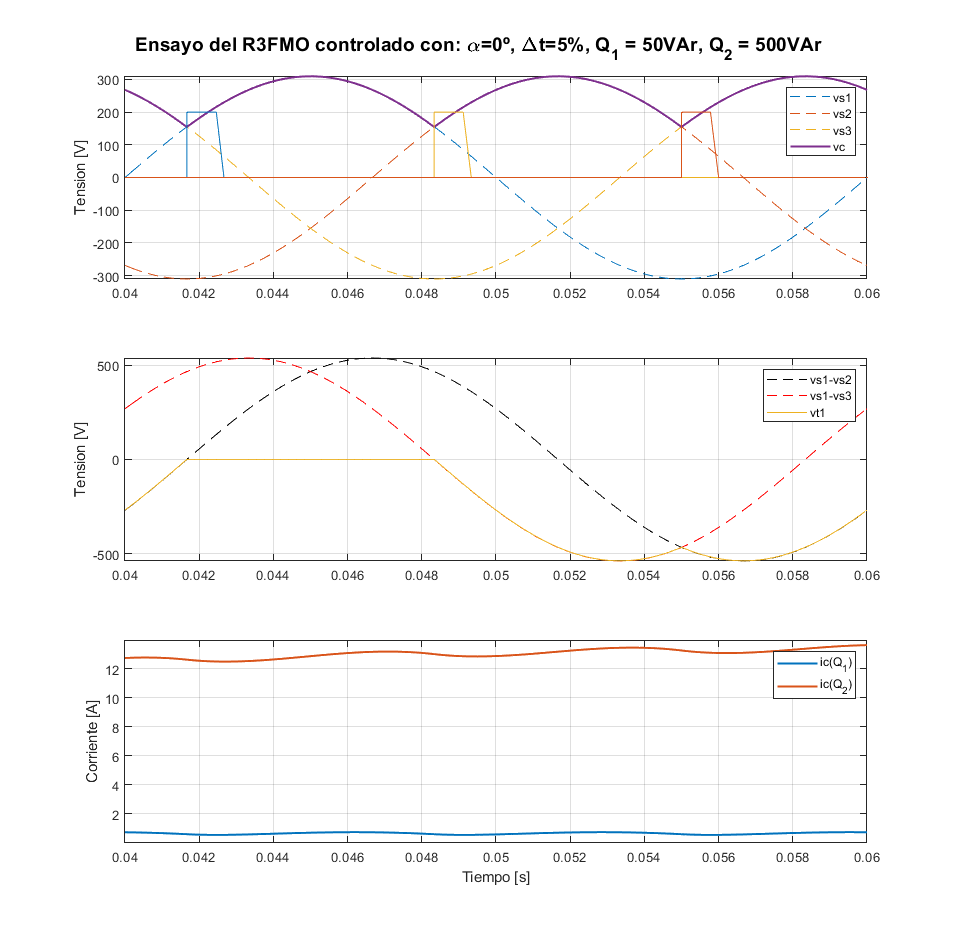 Ensayo del R3FMO controlado con: α=0º, Δt=5%, Q1 = 50VAr, Q2 = 500VAr
Tension [V]
300
200
100
0
-100
-200
-300
vs1
vs2
vs3
vc
0.04 0.042 0.044 0.046 0.048 0.05 0.052 0.054 0.056 0.058 0.06
Tension [V]
500
0
-500
vs1-vs2
vs1-vs3
vt1
0.04 0.042 0.044 0.046 0.048 0.05 0.052 0.054 0.056 0.058 0.06
Corriente [A]
12
10
8
6
4
2
ic(Q1)
ic(Q2)
0.04 0.042 0.044 0.046 0.048 0.05 0.052 0.054 0.056 0.058 0.06
Tiempo [s]